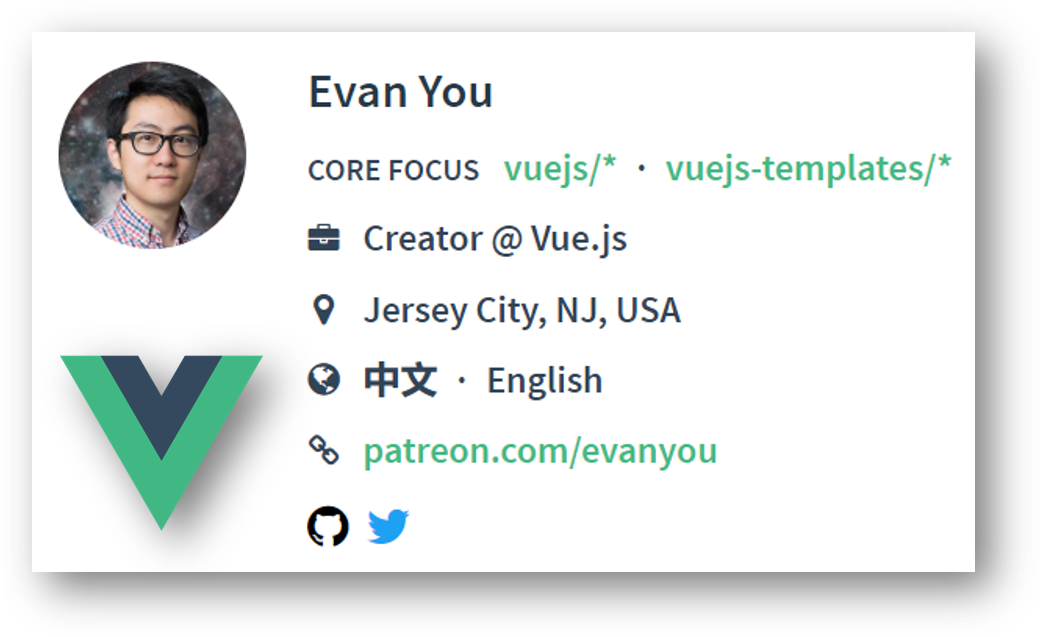 Evan You
CORE FOCUS vuejs/* · vuejs-templates/*
Creator @ Vue.js
Jersey City, NJ, USA
中文 · English
patreon.com/evanyou